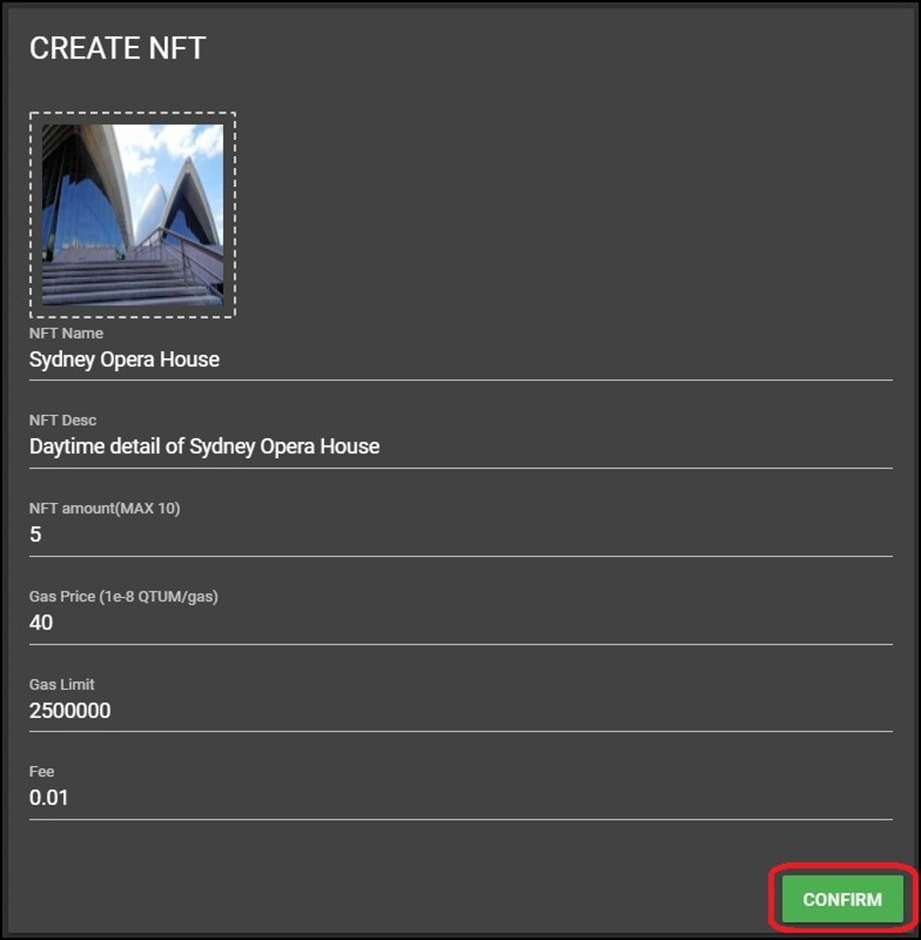 CREATE NFT
NFT Name
Sydney Opera House
NFT Desc
Daytime detail of Sydney Opera House
NFT amount(MAX 10)
5
Gas Price (1e-8 QTUM/gas)
40
Gas Limit
2500000
Fee
0.01
CONFIRM